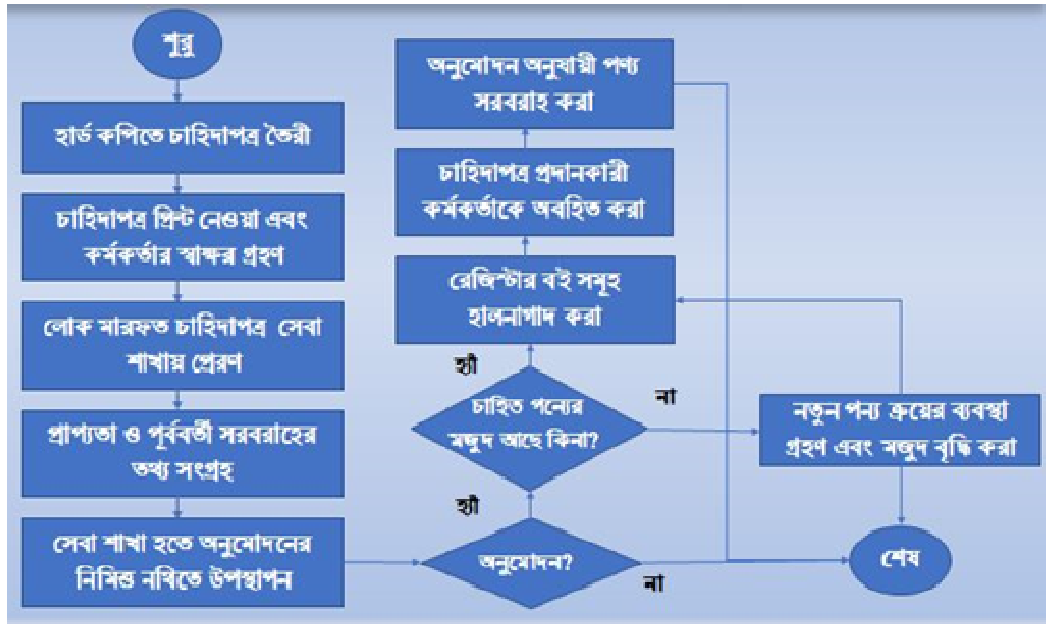 শুরু
হার্ড কপিতে চাহিদাপত্র তৈরী
চাহিদাপত্র প্রিন্ট নেওয়া এবং
কর্মকর্তার স্বাক্ষর গ্রহণ
লোক মারফত চাহিদাপত্র সেবা
শাখায় প্রেরণ
প্রাপ্যতা ও পূর্ববর্তী সরবরাহের
তথ্য সংগ্রহ
সেবা শাখা হতে অনুমোদনের
নিমিত্ত নথিতে উপস্থাপন
অনুমোদন?
হ্যাঁ
না
চাহিত পন্যের
মজুদ আছে কিনা?
হ্যাঁ
না
রেজিস্টার বই সমূহ
হালনাগাদ করা
চাহিদাপত্র প্রদানকারী
কর্মকর্তাকে অবহিত করা
অনুমোদন অনুযায়ী পণ্য
সরবরাহ করা
নতুন পন্য ক্রয়ের ব্যবস্থা
গ্রহণ এবং মজুদ বৃদ্ধি করা
শেষ